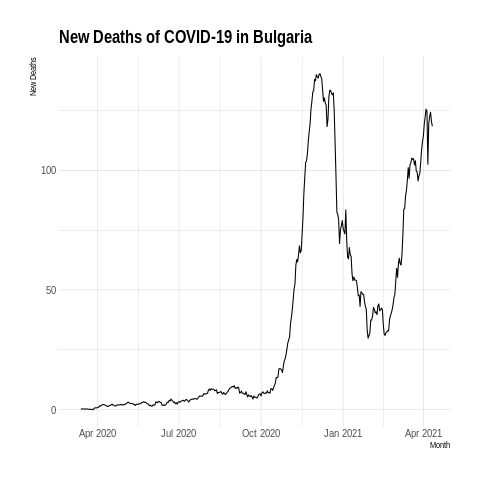 New Deaths of COVID-19 in Bulgaria
New Deaths
100
50
0
Apr 2020 Jul 2020 Oct 2020 Jan 2021 Apr 2021
Month